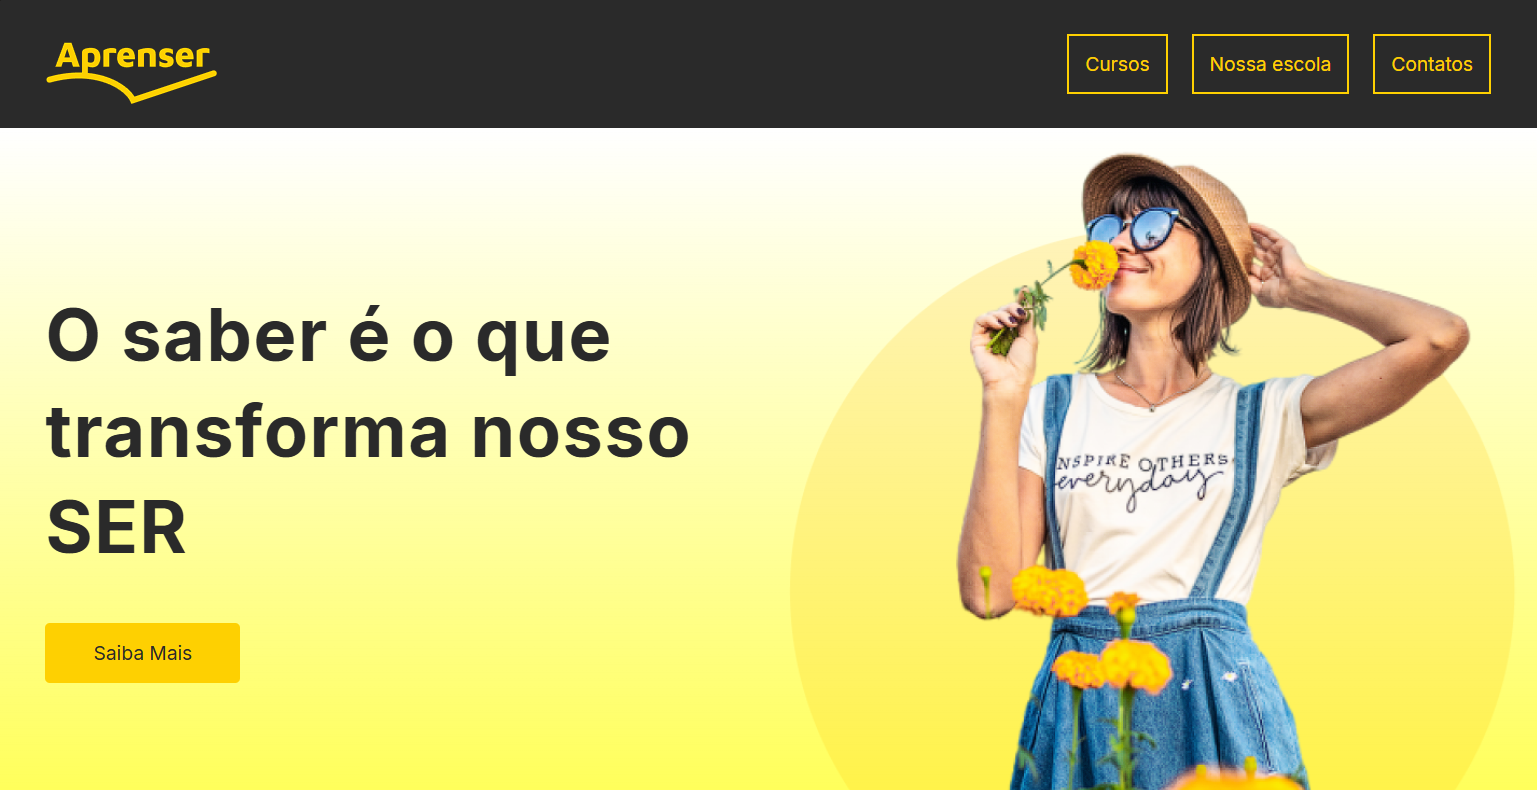 Aprenser
Cursos
Nossa escola
Contatos
O saber é o que
transforma nosso
SER
Saiba Mais
NSPIRE OTHERS
everyday